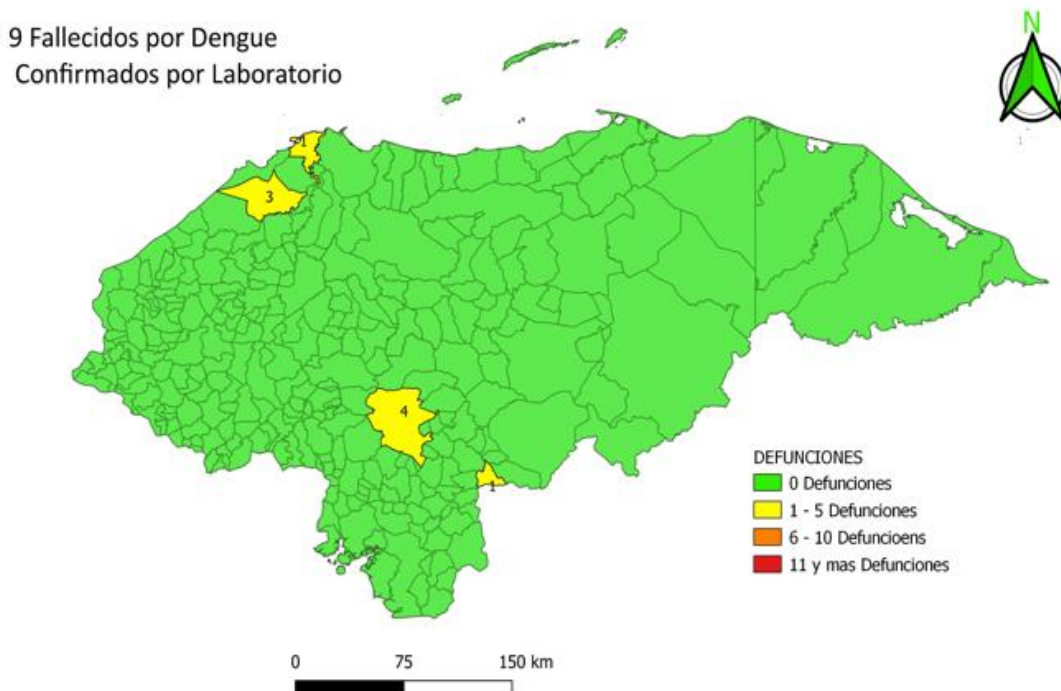 9 Fallecidos por Dengue
Confirmados por Laboratorio
N
1
3
4
1
DEFUNCIONES
0 Defunciones
1 - 5 Defunciones
6 - 10 Defuncioens
11 y mas Defunciones
0 75 150 km